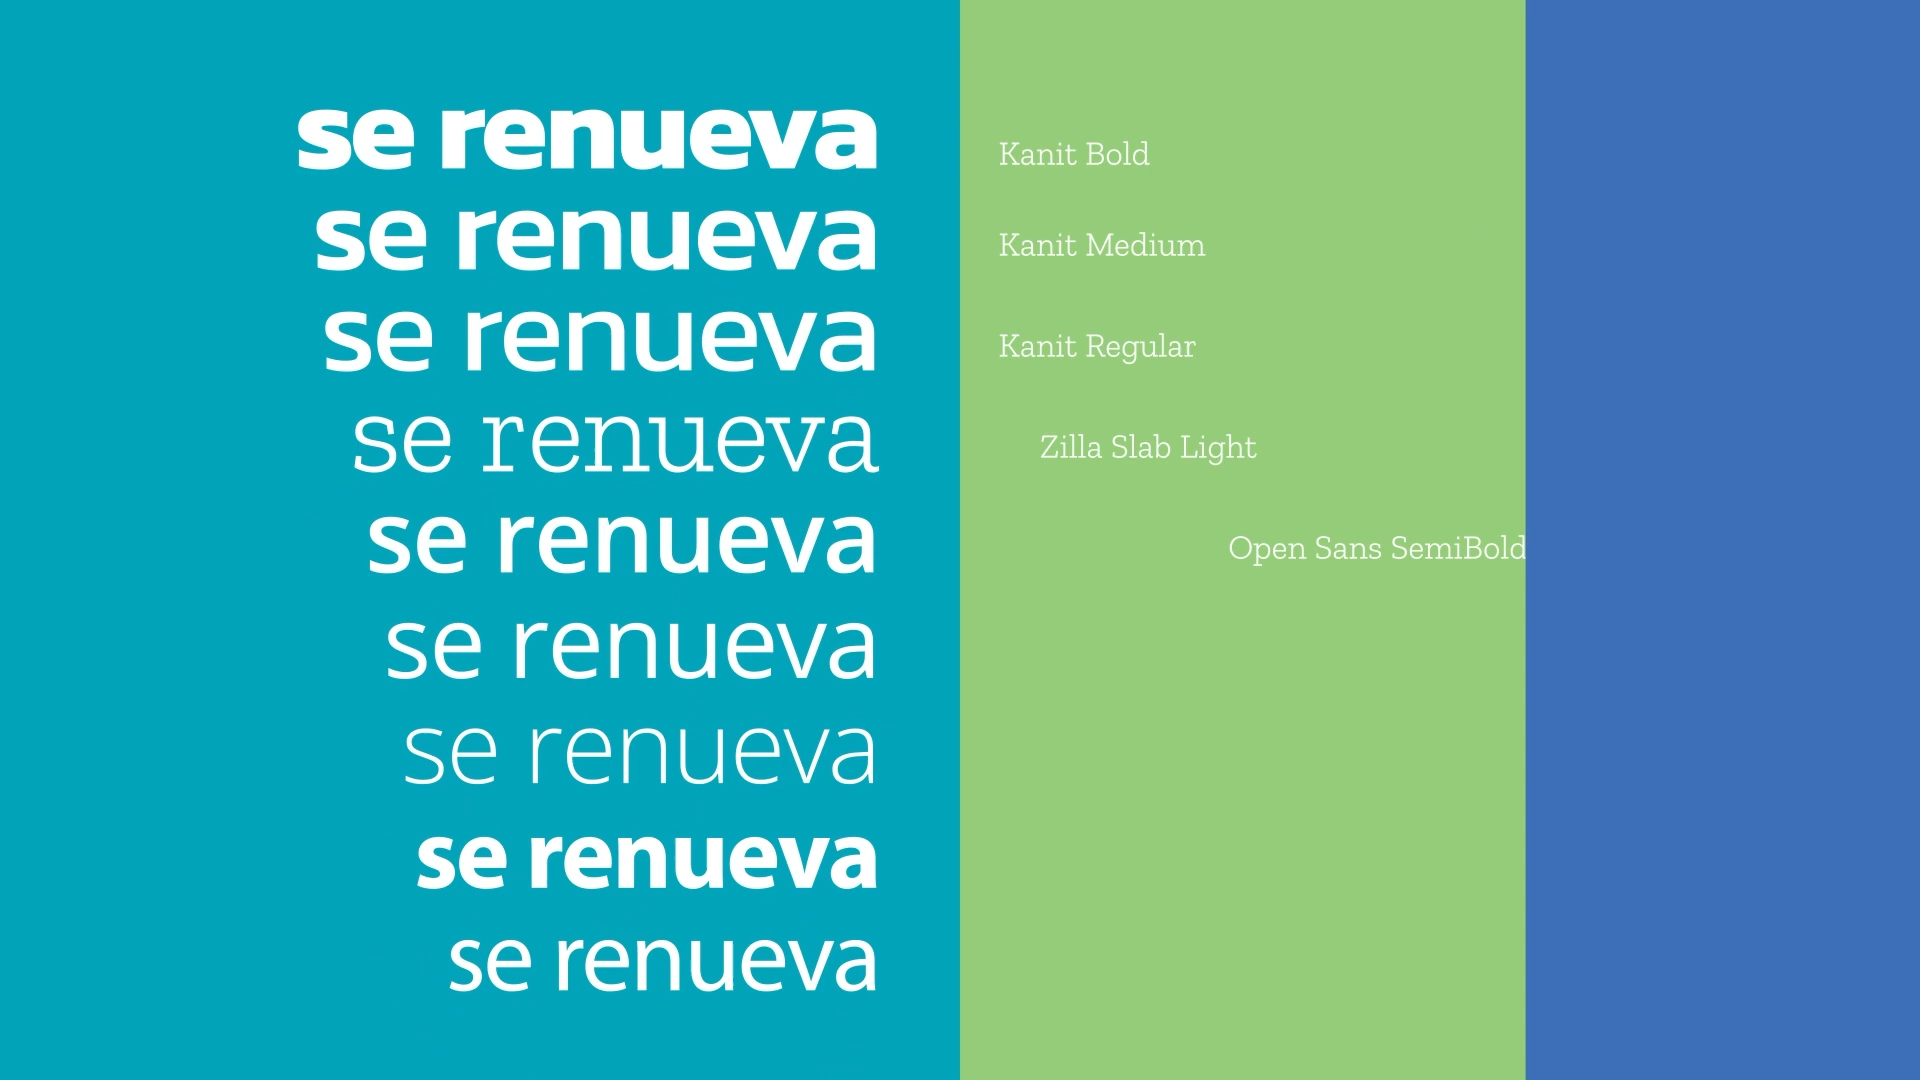 se renueva
Kanit Bold
se renueva
Kanit Medium
se renueva
Kanit Regular
se renueva
Zilla Slab Light
se renueva
Open Sans SemiBold
se renueva
se renueva
se renueva
se renueva